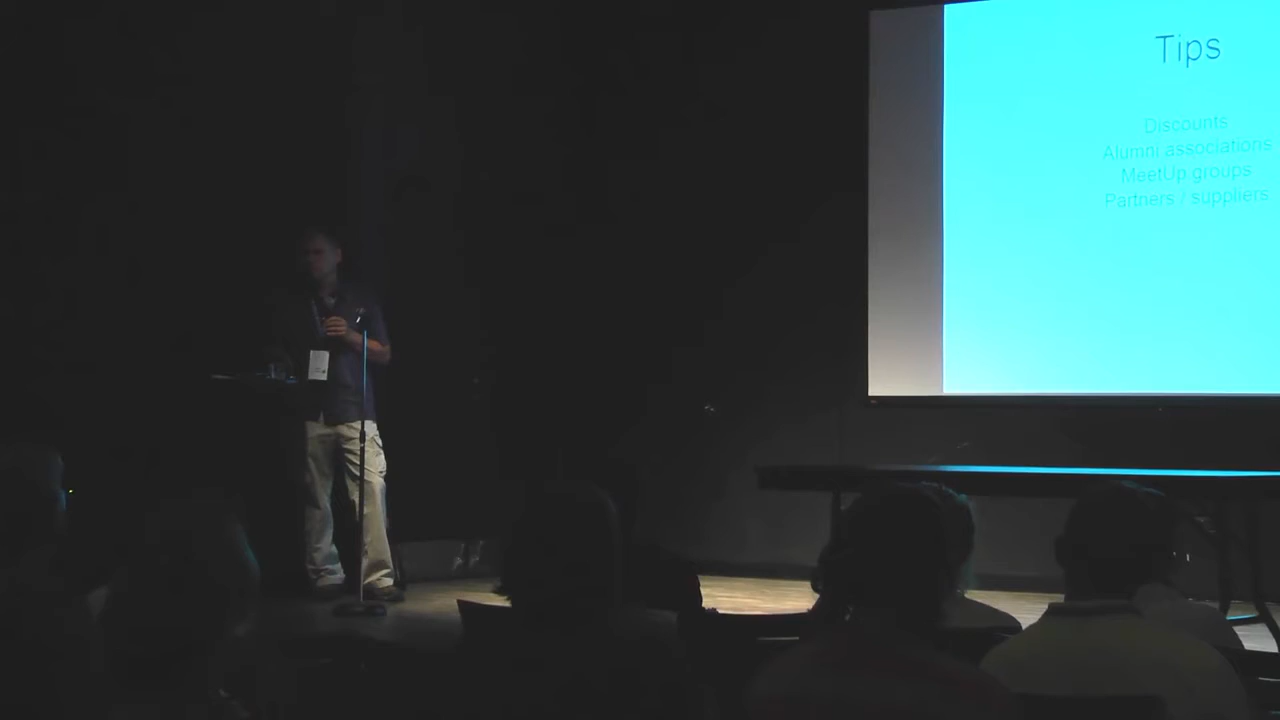 Tips
Discounts
Alumni associations
MeetUp groups
Partners / suppliers